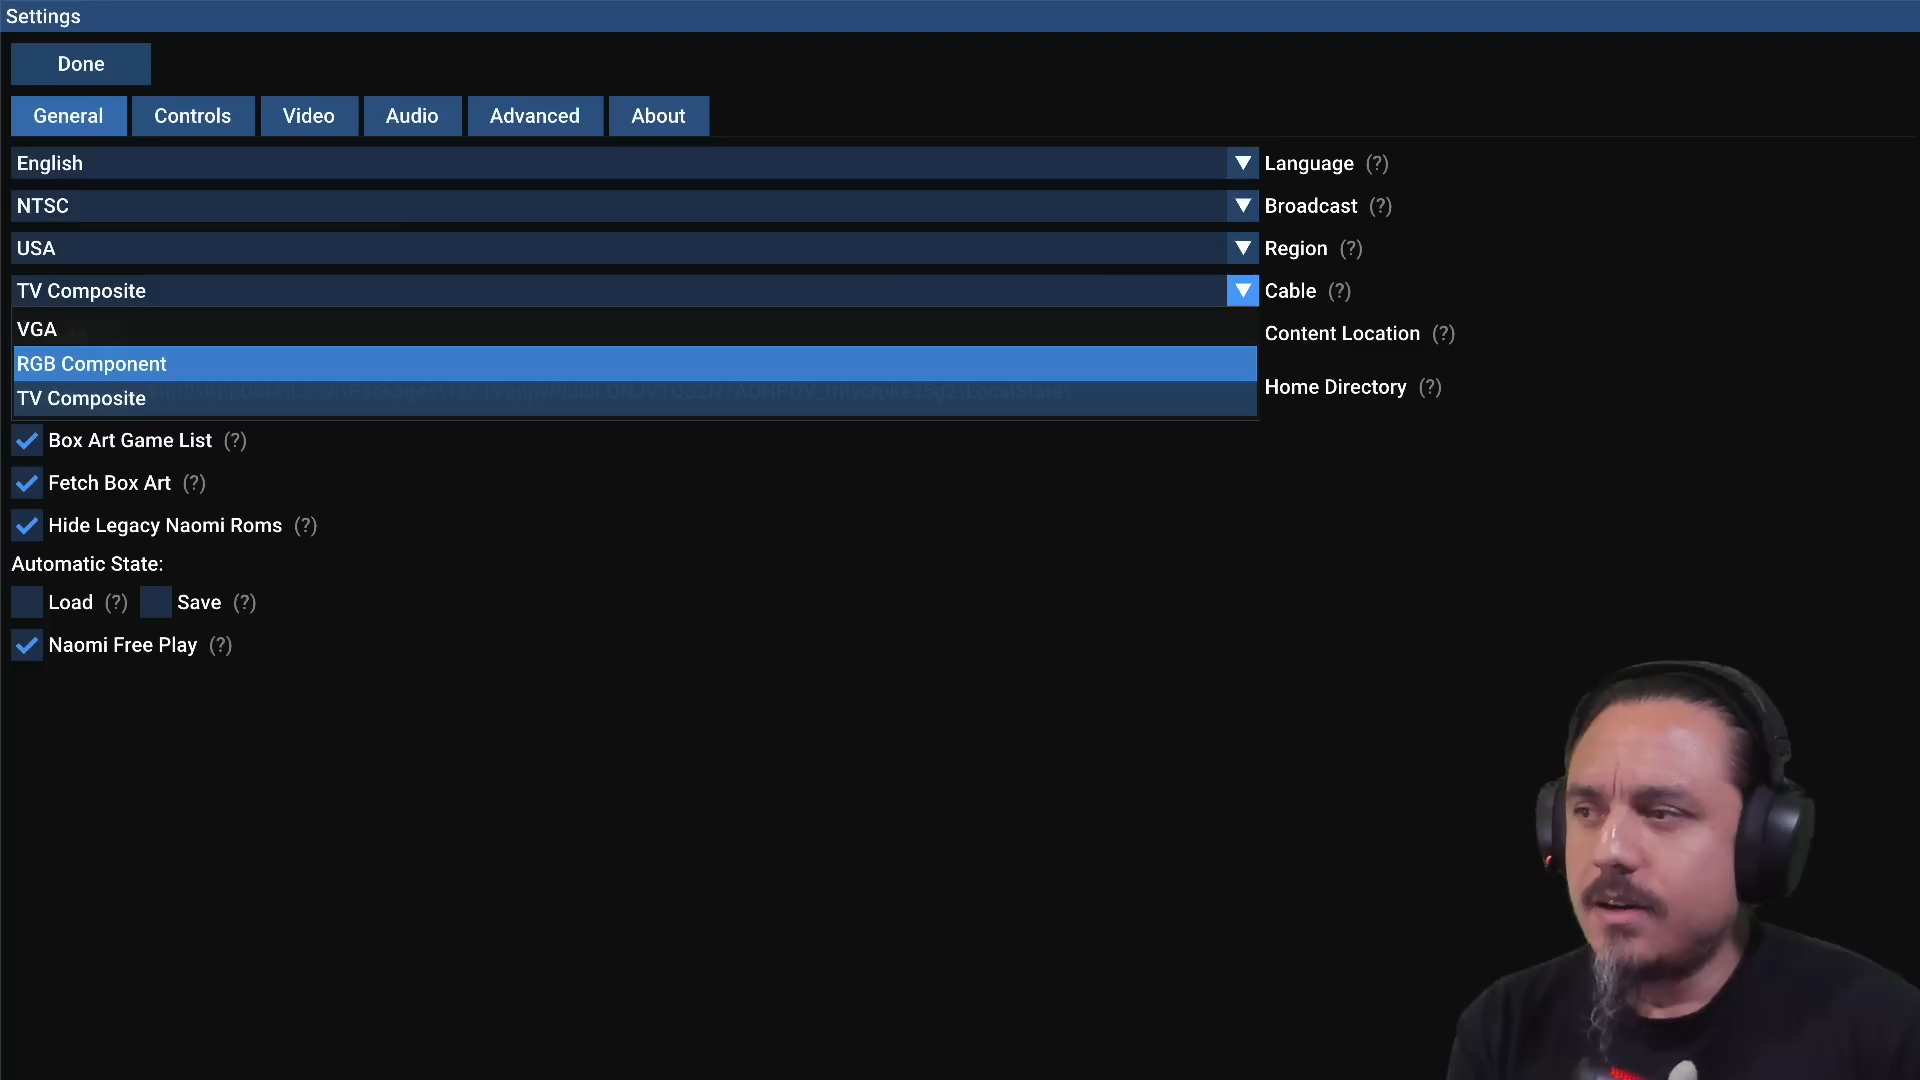 Settings
Done
General Controls Video Audio Advanced About
English Language (?)
NTSC Broadcast (?)
USA Region (?)
TV Composite Cable (?)
VGA
Content Location (?)
RGB Component
Home Directory (?)
TV Composite
Box Art Game List (?)
Fetch Box Art (?)
Hide Legacy Naomi Roms (?)
Automatic State:
Load (?) Save (?)
Naomi Free Play (?)